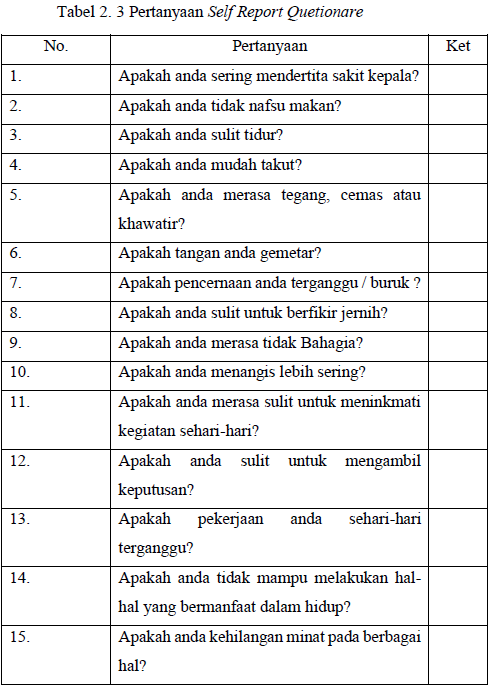 Tabel 2. 3 Pertanyaan Self Report Quetionare
No. Pertanyaan Ket
1. Apakah anda sering mendertita sakit kepala?
2. Apakah anda tidak nafsu makan?
3. Apakah anda sulit tidur?
4. Apakah anda mudah takut?
5. Apakah anda merasa tegang, cemas atau
khawatir?
6. Apakah tangan anda gemetar?
7. Apakah pencernaan anda terganggu / buruk ?
8. Apakah anda sulit untuk berfikir jernih?
9. Apakah anda merasa tidak Bahagia?
10. Apakah anda menangis lebih sering?
11. Apakah anda merasa sulit untuk meninkmati
kegiatan sehari-hari?
12. Apakah anda sulit untuk mengambil
keputusan?
13. Apakah pekerjaan anda sehari-hari
terganggu?
14. Apakah anda tidak mampu melakukan hal-
hal yang bermanfaat dalam hidup?
15. Apakah anda kehilangan minat pada berbagai
hal?